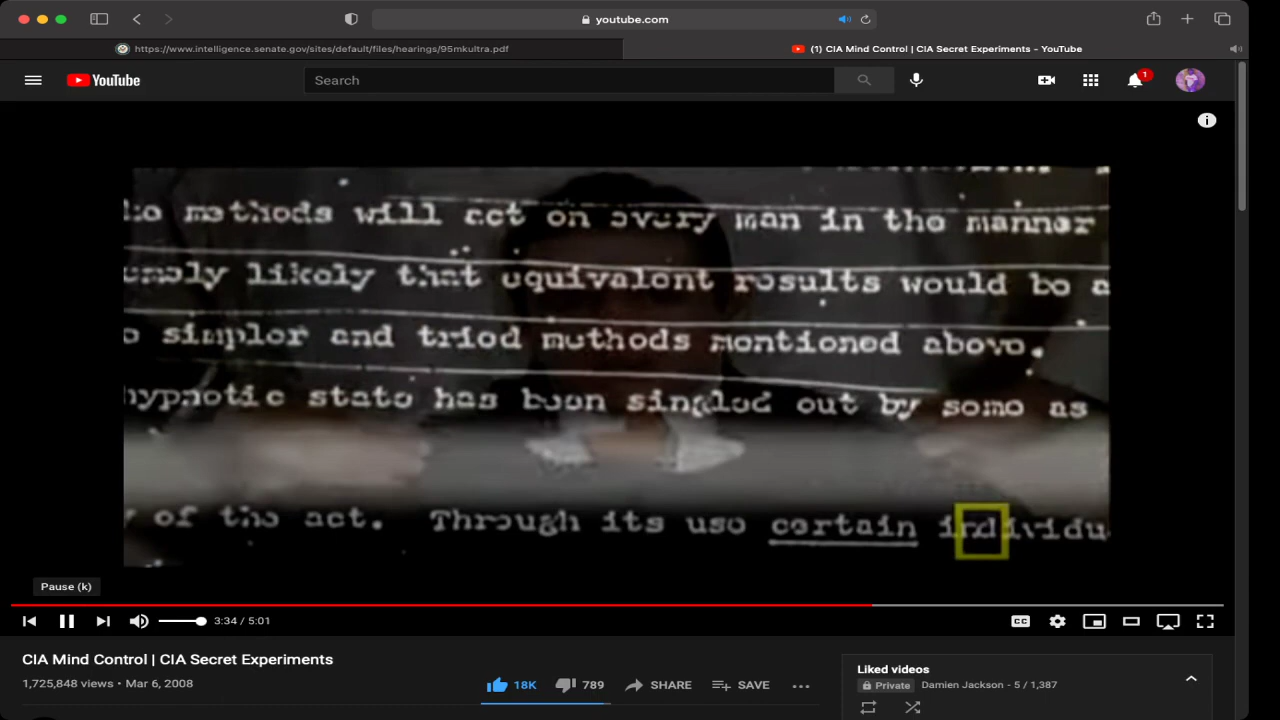 youtube.com
https://www.intelligence.senate.gov/sites/default/files/hearings/95mkultra.pdf
(1) CIA Mind Control | CIA Secret Experiments - YouTube
YouTube
Search
1
methods will act on every man in the manner
likely that equivalent results would be a
simpler and tried methods mentioned above.
hypnotic state has been singled out by some as
y of the act. Through its use certain individu
Pause (k)
3:34 / 5:01
CC
CIA Mind Control | CIA Secret Experiments
1,725,848 views • Mar 6, 2008
18K
789
SHARE
SAVE
Liked videos
Private
Damien Jackson - 5 / 1,387